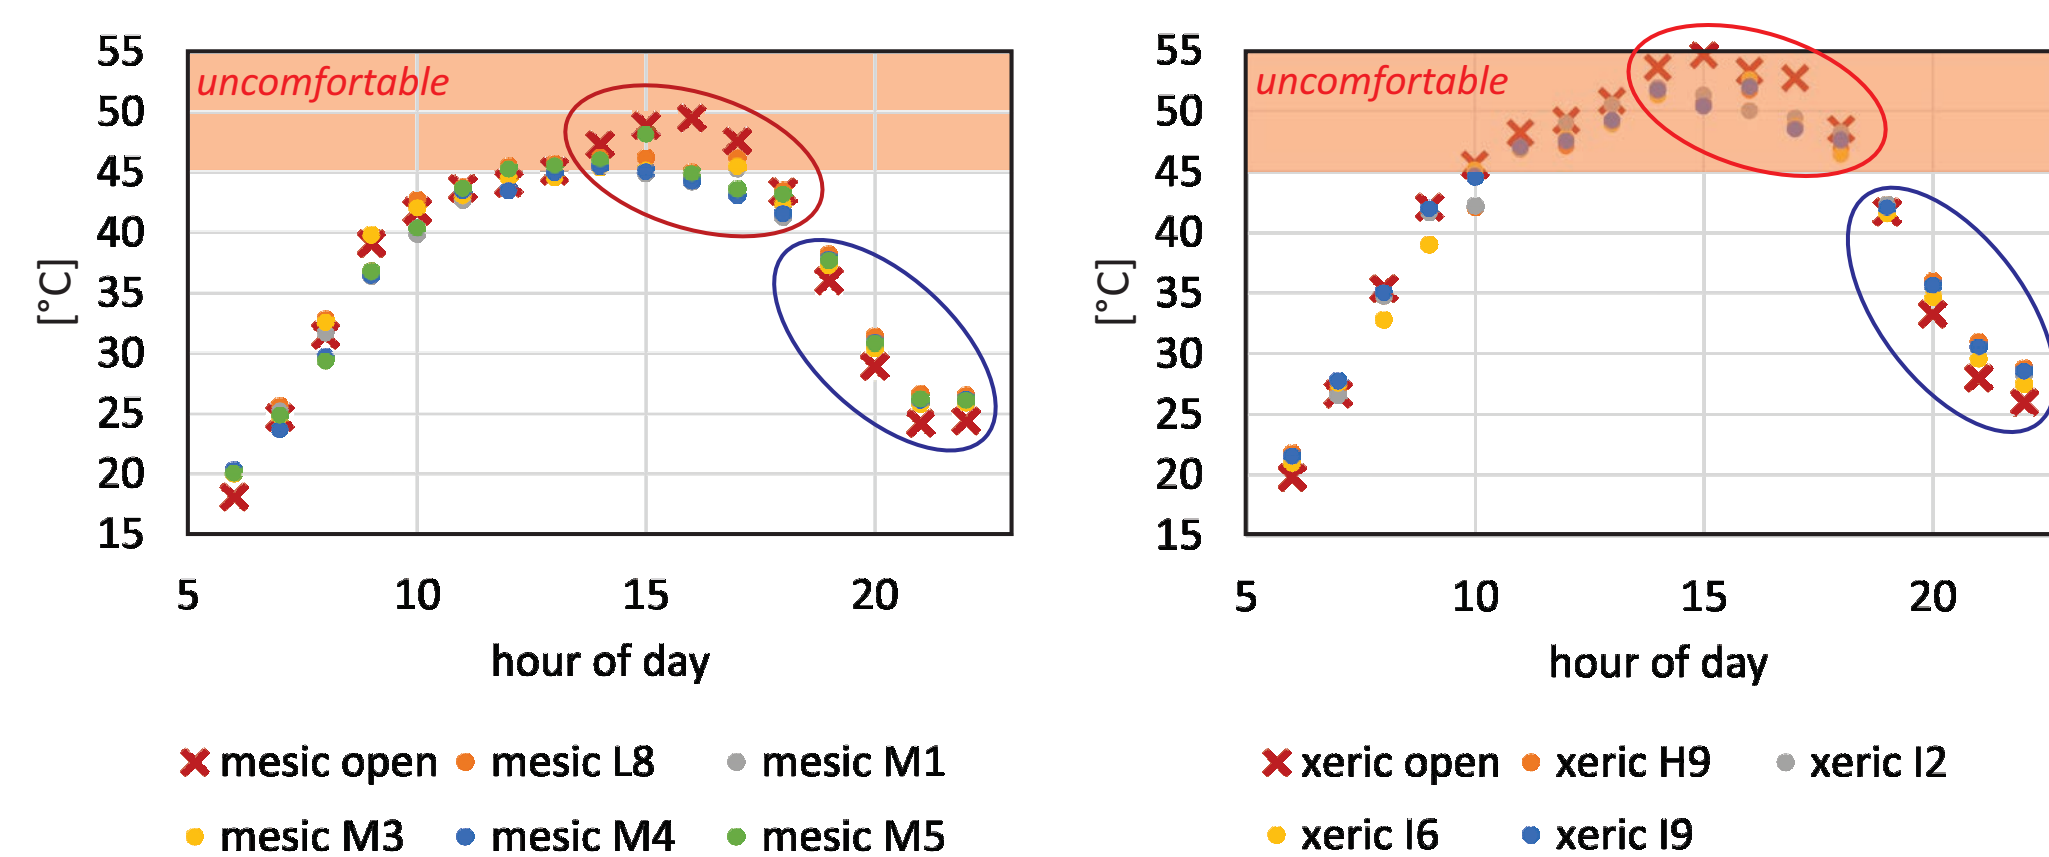 55
50
45
40
35
30
25
20
15
[°C]
uncomfortable
5 10 15 20
hour of day
mesic open mesic L8 mesic M1
mesic M3 mesic M4 mesic M5
55
50
45
40
35
30
25
20
15
[°C]
uncomfortable
5 10 15 20
hour of day
xeric open xeric H9 xeric I2
xeric I6 xeric I9